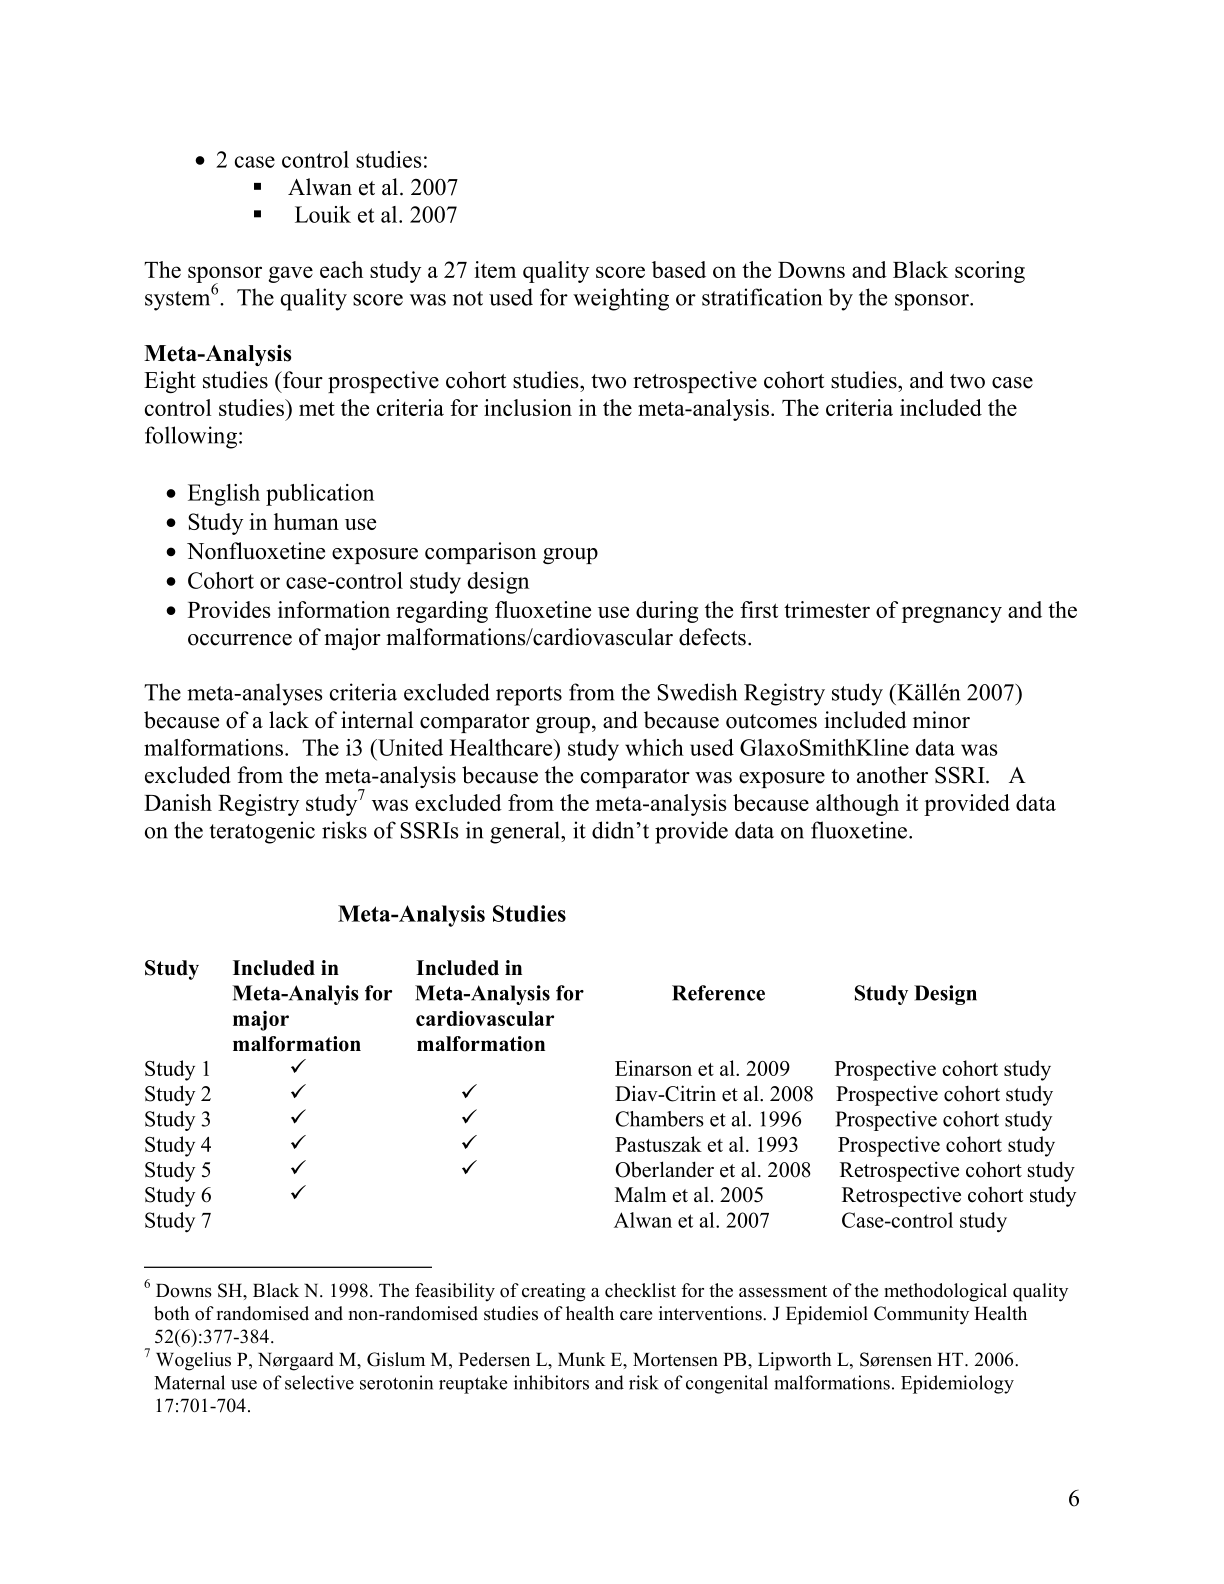 • 2 case control studies:
▪ Alwan et al. 2007
▪ Louik et al. 2007
The sponsor gave each study a 27 item quality score based on the Downs and Black scoring
system6. The quality score was not used for weighting or stratification by the sponsor.
Meta-Analysis
Eight studies (four prospective cohort studies, two retrospective cohort studies, and two case
control studies) met the criteria for inclusion in the meta-analysis. The criteria included the
following:
• English publication
• Study in human use
• Nonfluoxetine exposure comparison group
• Cohort or case-control study design
• Provides information regarding fluoxetine use during the first trimester of pregnancy and the
occurrence of major malformations/cardiovascular defects.
The meta-analyses criteria excluded reports from the Swedish Registry study (Källén 2007)
because of a lack of internal comparator group, and because outcomes included minor
malformations. The i3 (United Healthcare) study which used GlaxoSmithKline data was
excluded from the meta-analysis because the comparator was exposure to another SSRI. A
Danish Registry study7 was excluded from the meta-analysis because although it provided data
on the teratogenic risks of SSRIs in general, it didn't provide data on fluoxetine.
Meta-Analysis Studies
Study Included in Included in
Meta-Analyis for Meta-Analysis for Reference Study Design
major cardiovascular
malformation malformation
Study 1 ✓ Einarson et al. 2009 Prospective cohort study
Study 2 ✓ ✓ Diav-Citrin et al. 2008 Prospective cohort study
Study 3 ✓ ✓ Chambers et al. 1996 Prospective cohort study
Study 4 ✓ ✓ Pastuszak et al. 1993 Prospective cohort study
Study 5 ✓ ✓ Oberlander et al. 2008 Retrospective cohort study
Study 6 ✓ Malm et al. 2005 Retrospective cohort study
Study 7 Alwan et al. 2007 Case-control study
6 Downs SH, Black N. 1998. The feasibility of creating a checklist for the assessment of the methodological quality
both of randomised and non-randomised studies of health care interventions. J Epidemiol Community Health
52(6):377-384.
7 Wogelius P, Nørgaard M, Gislum M, Pedersen L, Munk E, Mortensen PB, Lipworth L, Sørensen HT. 2006.
Maternal use of selective serotonin reuptake inhibitors and risk of congenital malformations. Epidemiology
17:701-704.
6